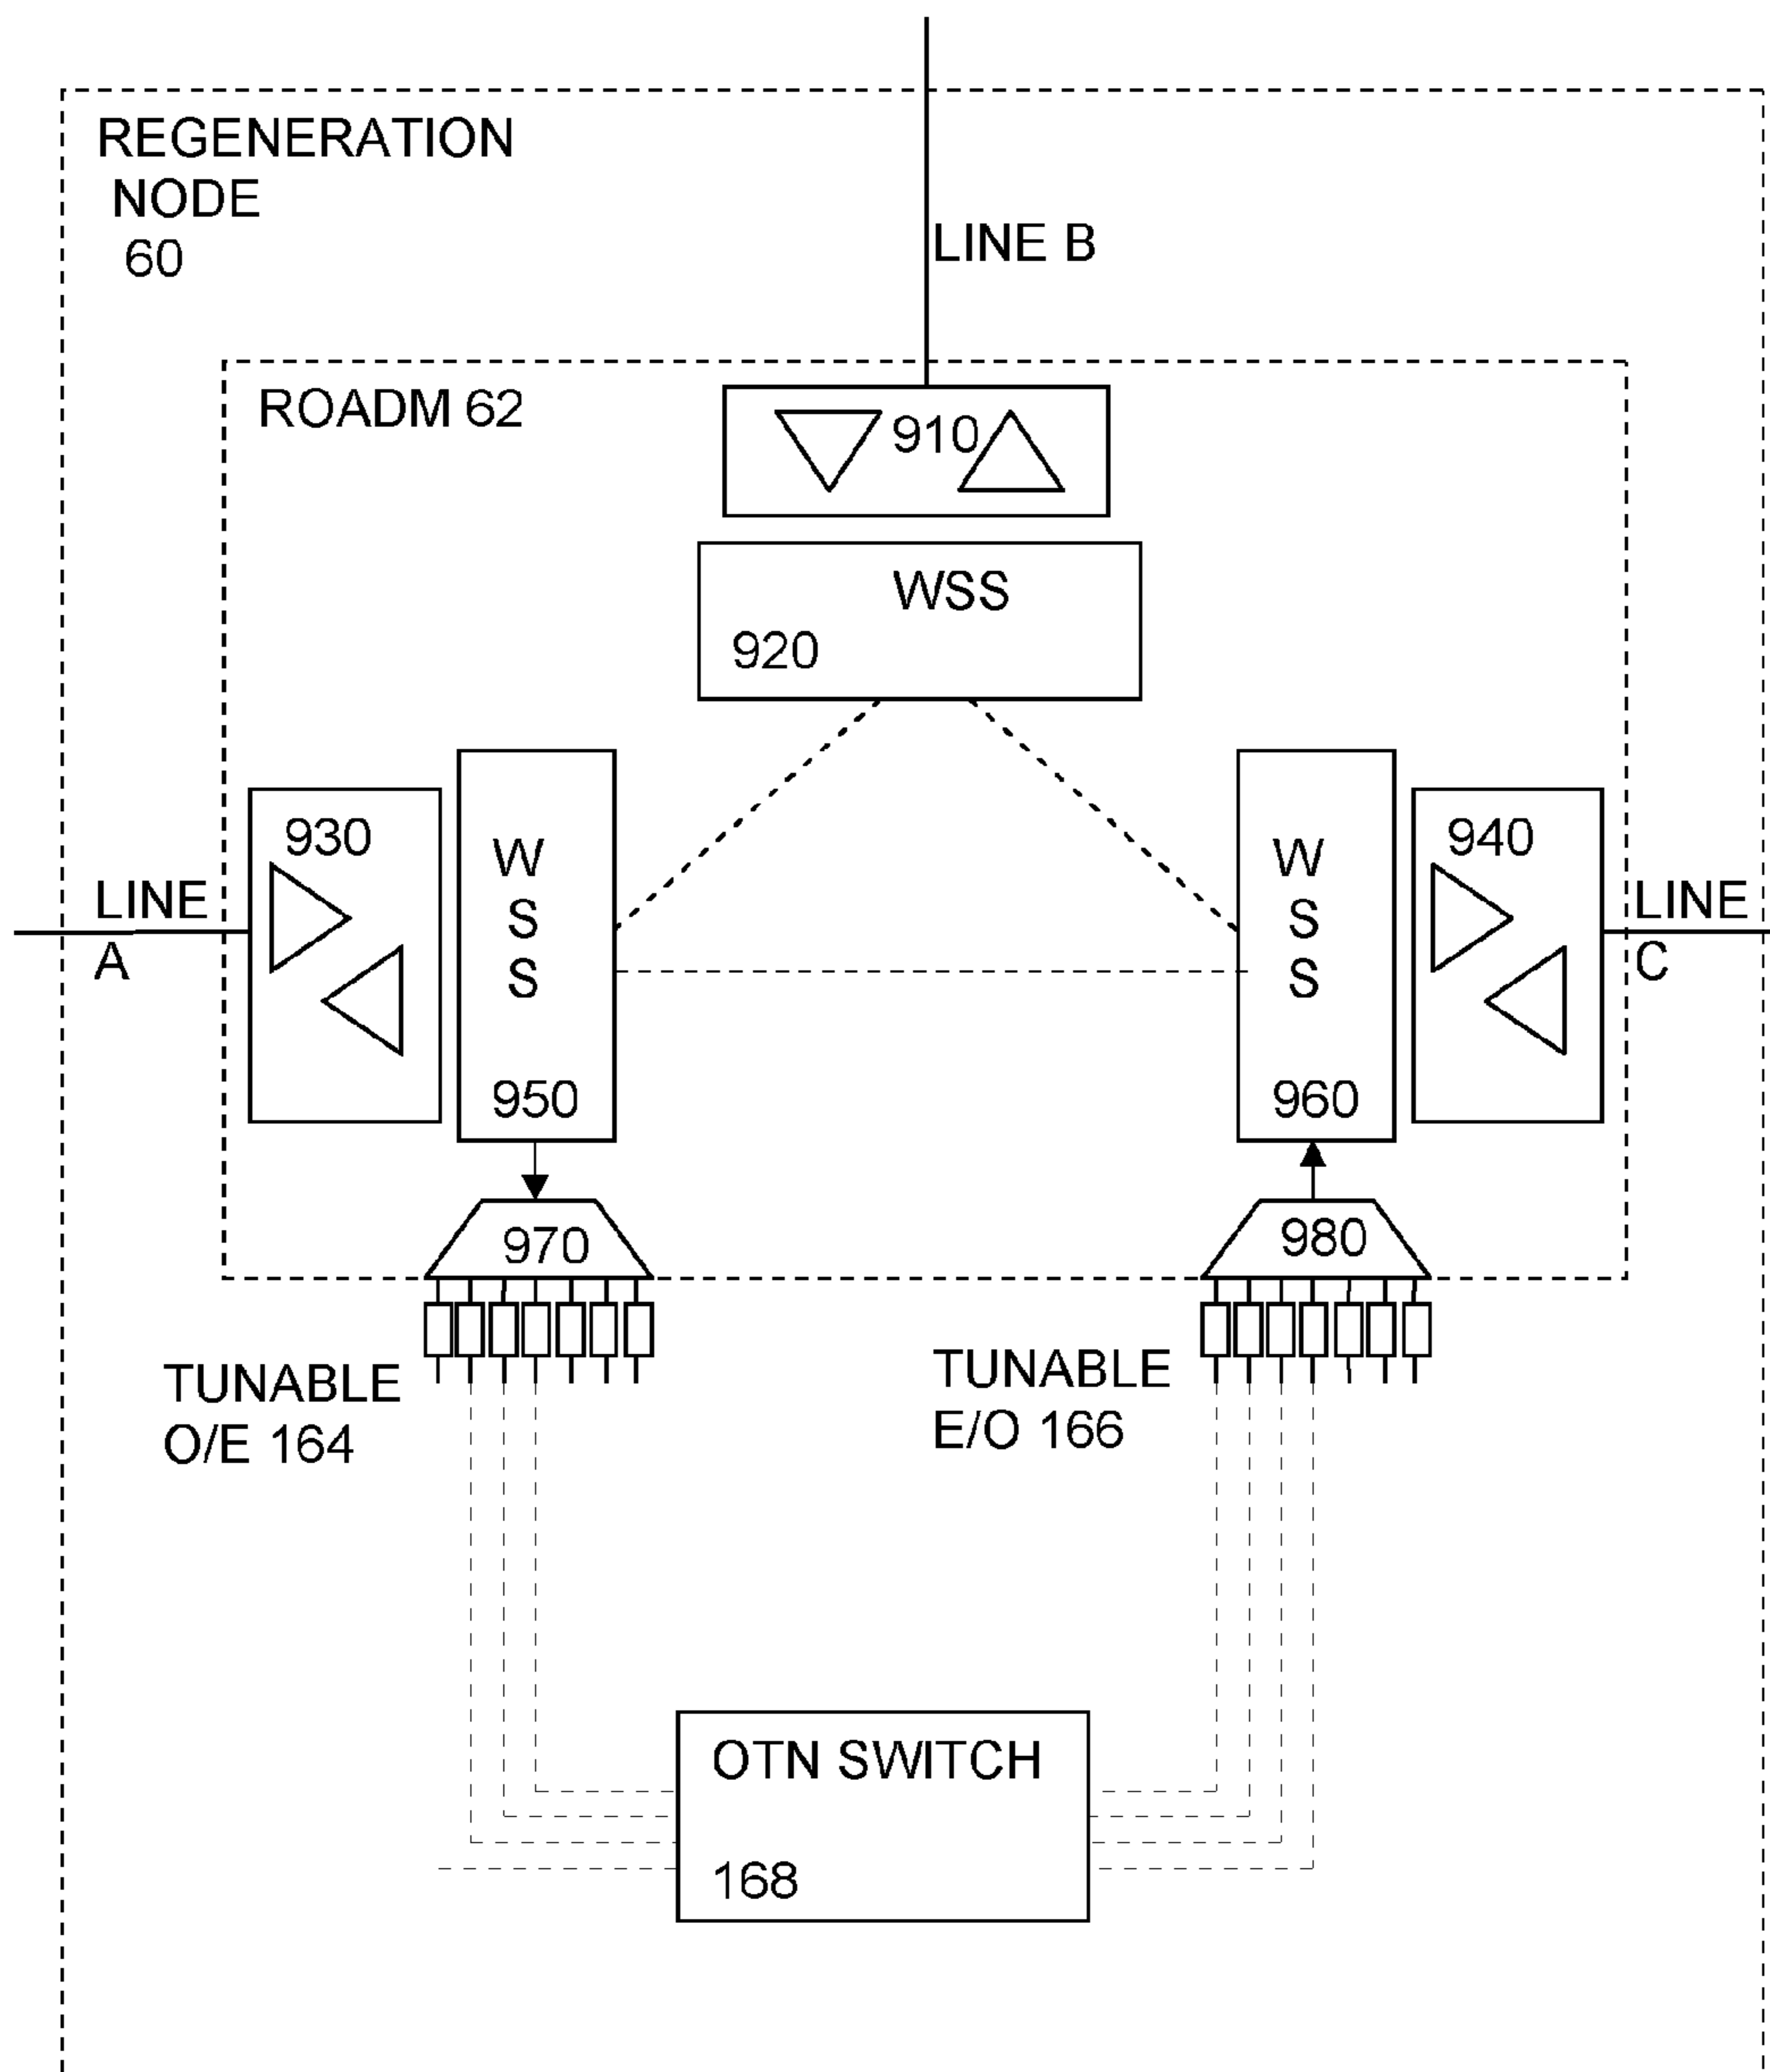 REGENERATION
NODE
60
LINE B
ROADM 62
910
WSS
920
930
W
S
S
950
W
S
S
960
940
LINE
A
LINE
C
970
980
TUNABLE
O/E 164
TUNABLE
E/O 166
OTN SWITCH
168